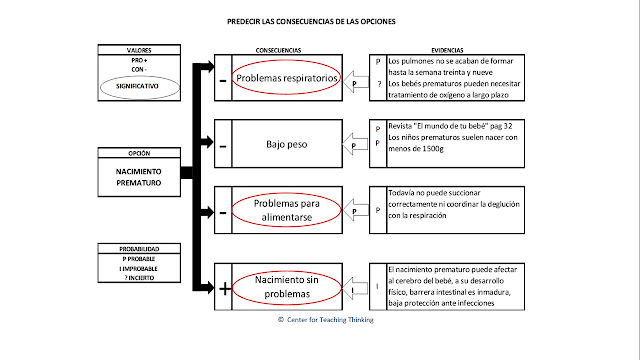 PREDECIR LAS CONSECUENCIAS DE LAS OPCIONES
VALORES
PRO +
CON -
SIGNIFICATIVO
OPCIÓN
NACIMIENTO
PREMATURO
PROBABILIDAD
P PROBABLE
I IMPROBABLE
? INCIERTO
CONSECUENCIAS
EVIDENCIAS
- Problemas respiratorios
P
P
?
Los pulmones no se acaban de formar
hasta la semana treinta y nueve
Los bebés prematuros pueden necesitar
tratamiento de oxígeno a largo plazo
- Bajo peso
P
P
P
Revista "El mundo de tu bebé" pag 32
Los niños prematuros suelen nacer con
menos de 1500g
- Problemas para
alimentarse
P
P
Todavía no puede succionar
correctamente ni coordinar la deglución
con la respiración
+ Nacimiento sin
problemas
I
I
El nacimiento prematuro puede afectar
al cerebro del bebé, a su desarrollo
físico, barrera intestinal es inmadura,
baja protección ante infecciones
© Center for Teaching Thinking